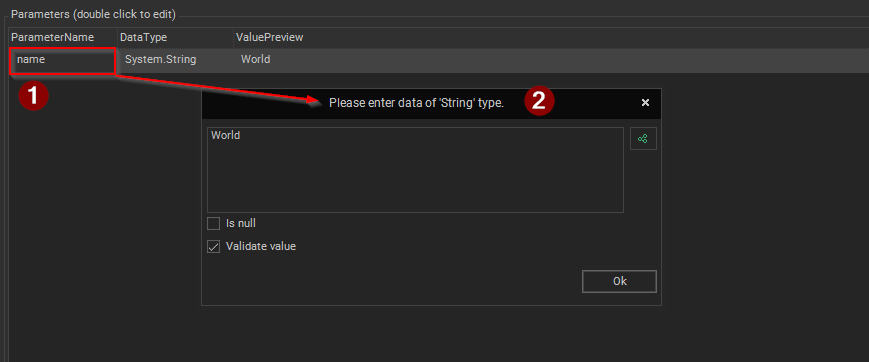 Parameters (double click to edit)
ParameterName DataType ValuePreview
name System.String World
1
Please enter data of 'String' type. 2 ×
World
Is null
Validate value
Ok